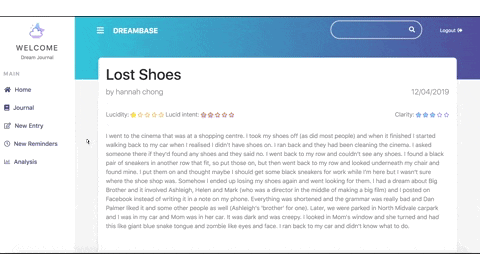 DREAMBASE
Logout
WELCOME
Dream Journal
MAIN
Home
Journal
New Entry
New Reminders
Analysis
Lost Shoes
by hannah chong
12/04/2019
Lucidity:
Lucid intent:
Clarity:
I went to the cinema that was at a shopping centre. I took my shoes off (as did most people) and when it finished I started
walking back to my car when i realised I didn't have shoes on. I ran back and they had been cleaning the cinema. I asked
someone there if they'd found any shoes and they said no. I went back to my row and couldn't see any shoes. I found a black
pair of sneakers in another row that fit, so put those on, but then went back to my row and looked underneath my chair and
found mine. I put them on and thought maybe I should get some black sneakers for work while I'm here but I wasn't sure
where the shoe shop was. Somehow I ended up losing my shoes again and went looking for them. I had a dream about Big
Brother and it involved Ashleigh, Helen and Mark (who was a director in the middle of making a big film) and I posted on
Facebook instead of writing it in a note on my phone. Everything was shortened and the grammar was really bad and Dan
Palmer liked it and some other people as well (Ashleigh's 'brother' for one). Later, we were parked in North Midvale carpark
and I was in my car and Mom was in her car. It was dark and was creepy. I looked in Mom's window and she turned and had
this like giant blue snake tongue and zombie like eyes and face. I ran back to my car and didn't know what to do.